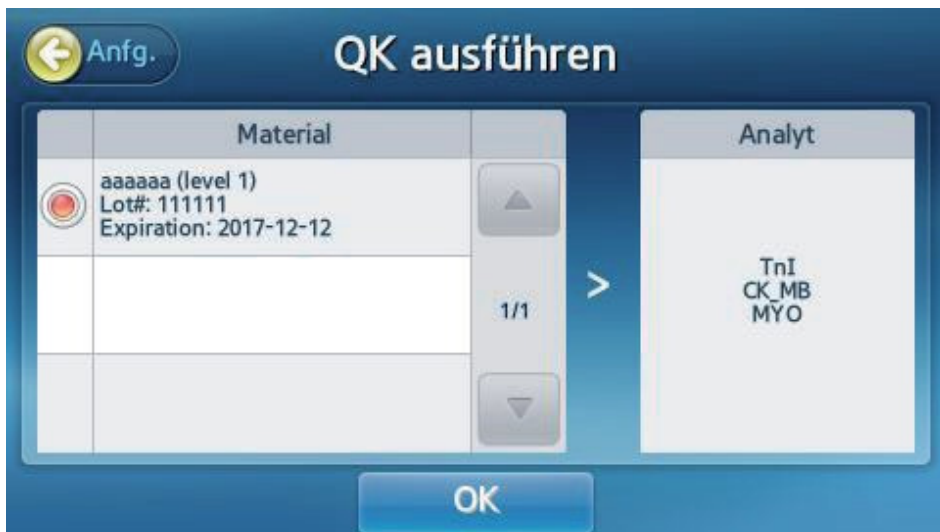 Anfg.
QK ausführen
Material
aaaaaa (level 1)
Lot#: 111111
Expiration: 2017-12-12
1/1
>
Analyt
TnI
CK_MB
MYO
OK